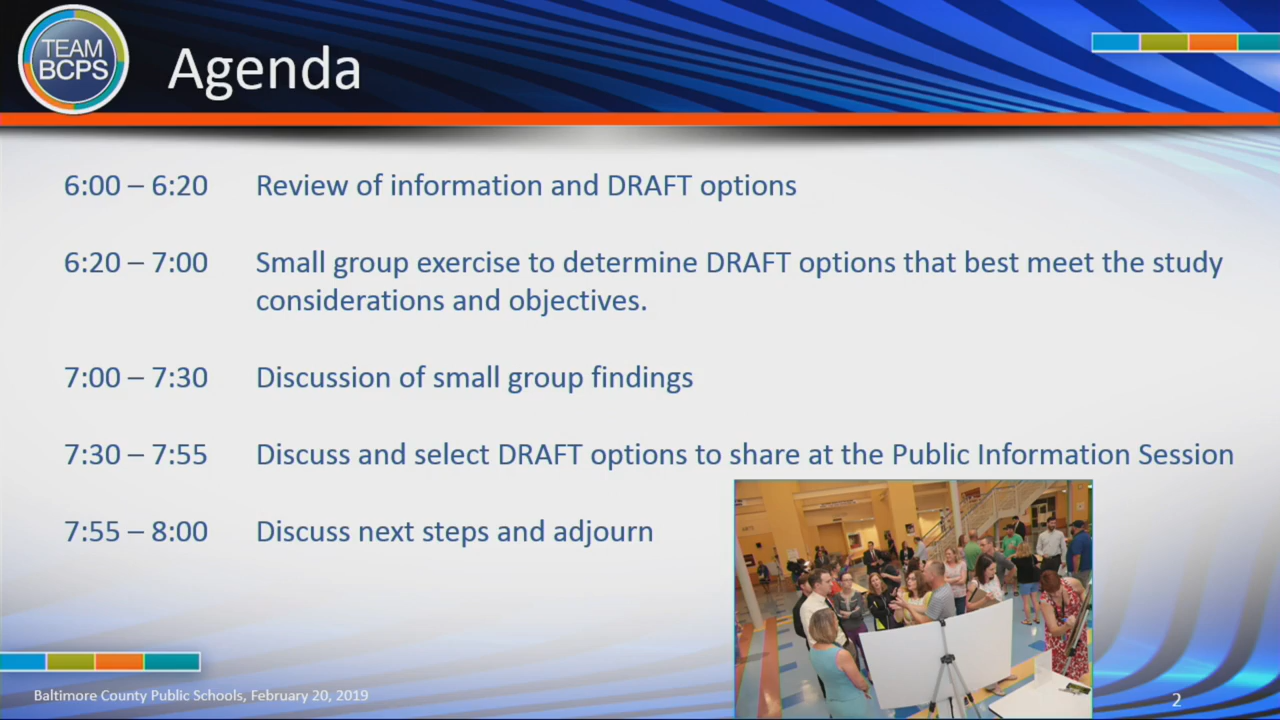 TEAM
BCPS
Agenda
6:00 – 6:20 Review of information and DRAFT options
6:20 – 7:00 Small group exercise to determine DRAFT options that best meet the study
considerations and objectives.
7:00 – 7:30 Discussion of small group findings
7:30 – 7:55 Discuss and select DRAFT options to share at the Public Information Session
7:55 – 8:00 Discuss next steps and adjourn
Baltimore County Public Schools, February 20, 2019
2